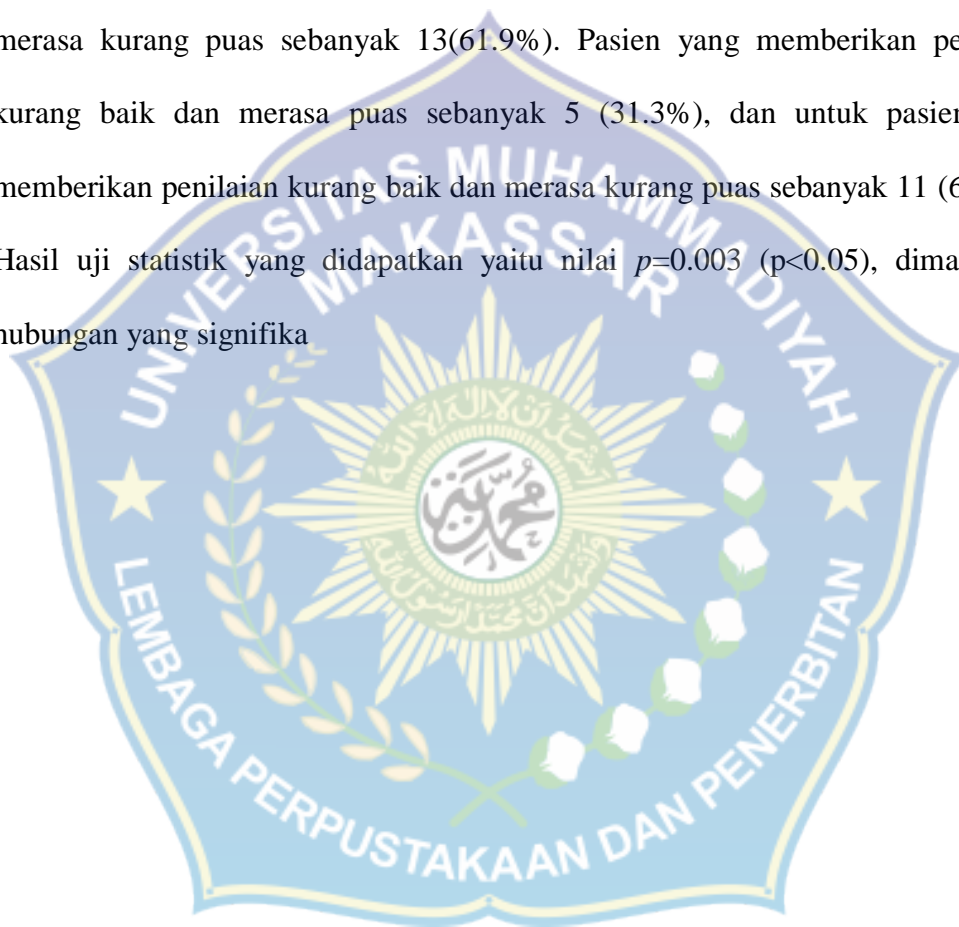 merasa kurang puas sebanyak 13(61.9%). Pasien yang memberikan pe
kurang baik dan merasa puas sebanyak 5 (31.3%), dan untuk pasien
memberikan penilaian kurang baik dan merasa kurang puas sebanyak 11 (6
Hasil uji statistik yang didapatkan yaitu nilai p=0.003 (p<0.05), dima
hubungan yang signifika
UNIVERSITAS MUHAMMADIYAH
MAKASSAR
LEMBAGA PERPUSTAKAAN DAN PENERBITAN